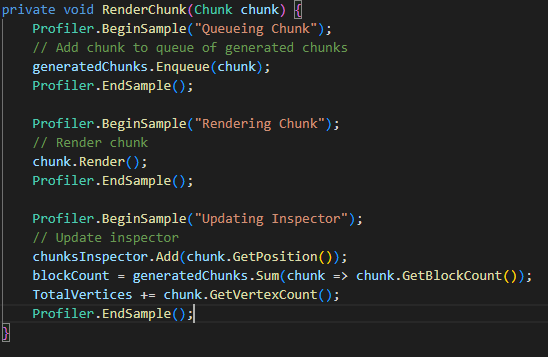 private void RenderChunk(Chunk chunk) {
Profiler.BeginSample("Queueing Chunk");
// Add chunk to queue of generated chunks
generatedChunks.Enqueue(chunk);
Profiler.EndSample();
Profiler.BeginSample("Rendering Chunk");
// Render chunk
chunk.Render();
Profiler.EndSample();
Profiler.BeginSample("Updating Inspector");
// Update inspector
chunksInspector.Add(chunk.GetPosition());
blockCount = generatedChunks.Sum(chunk => chunk.GetBlockCount());
TotalVertices += chunk.GetVertexCount();
Profiler.EndSample();
}